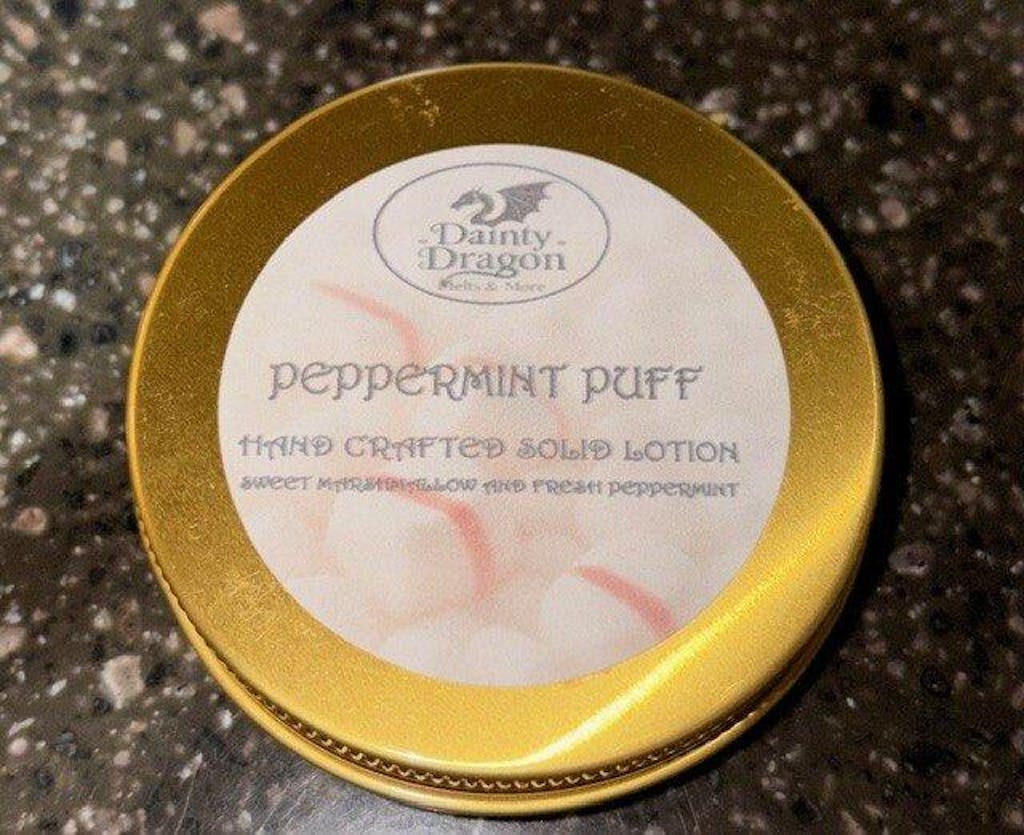 Dainty
Dragon
Melts & More
PEPPERMINT PUFF
HAND CRAFTED SOLID LOTION
SWEET MARSHMALLOW AND FRESH PEPPERMINT